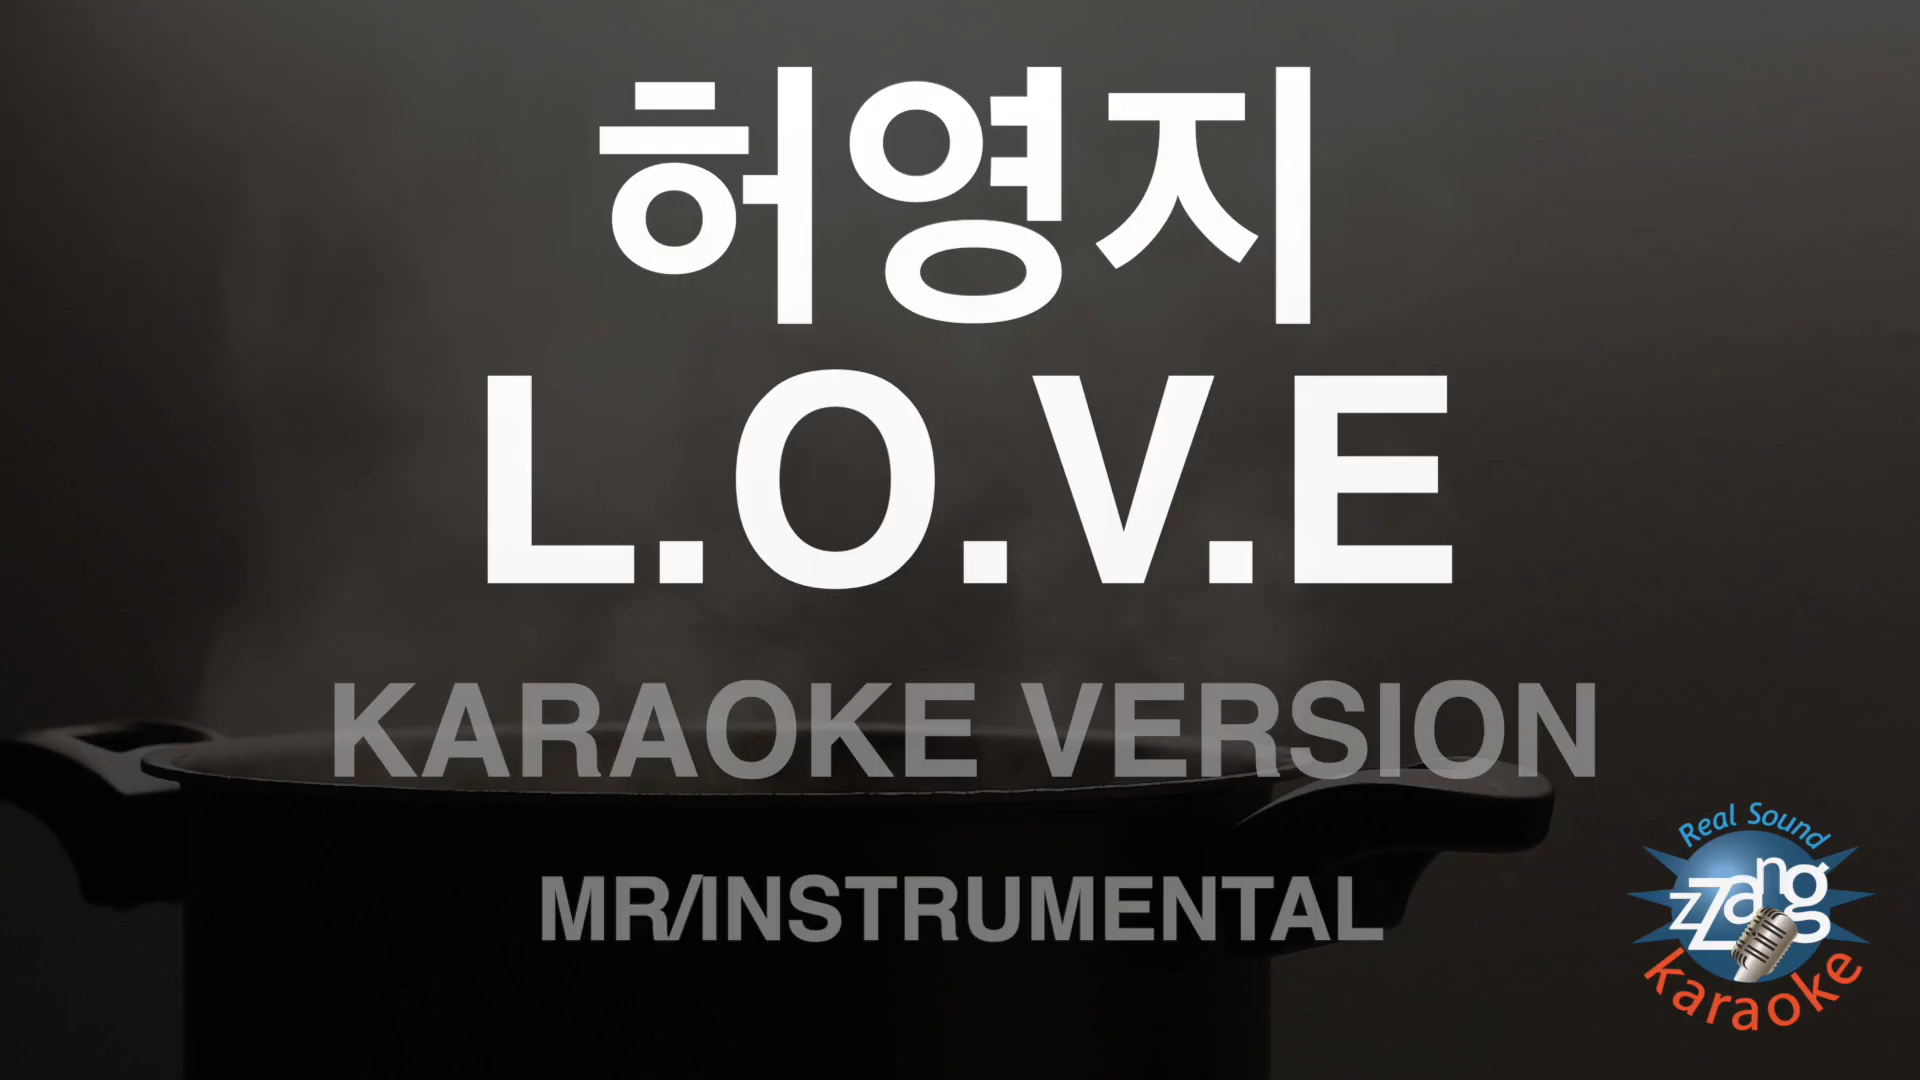 허영지
L.O.V.E
KARAOKE VERSION
MR/INSTRUMENTAL
Real Sound
zZang
karaoke